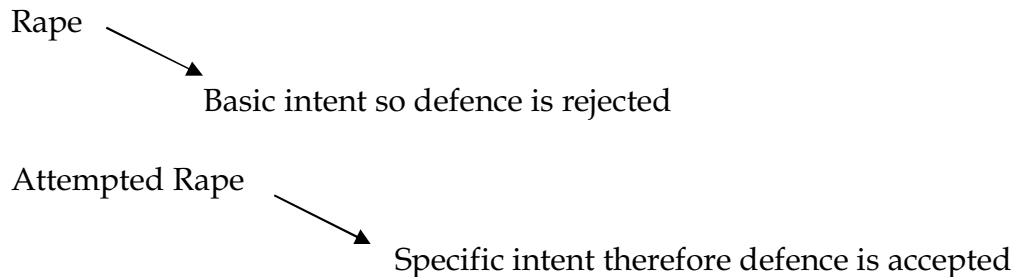 Rape
Basic intent so defence is rejected
Attempted Rape
Specific intent therefore defence is accepted